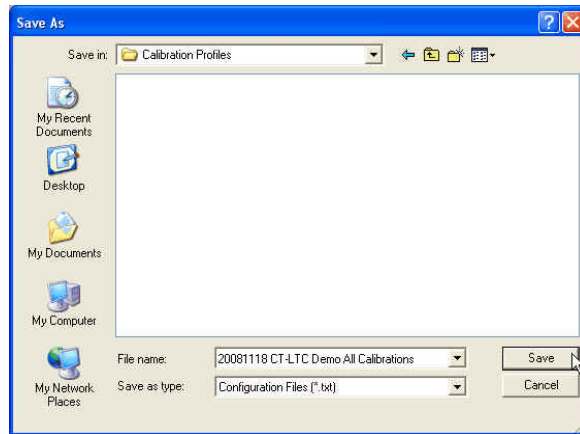 Save As
Save in:
Calibration Profiles
My Recent
Documents
Desktop
My Documents
My Computer
My Network
Places
File name:
20081118 CT-LTC Demo All Calibrations
Save
Save as type:
Configuration Files (*.txt)
Cancel